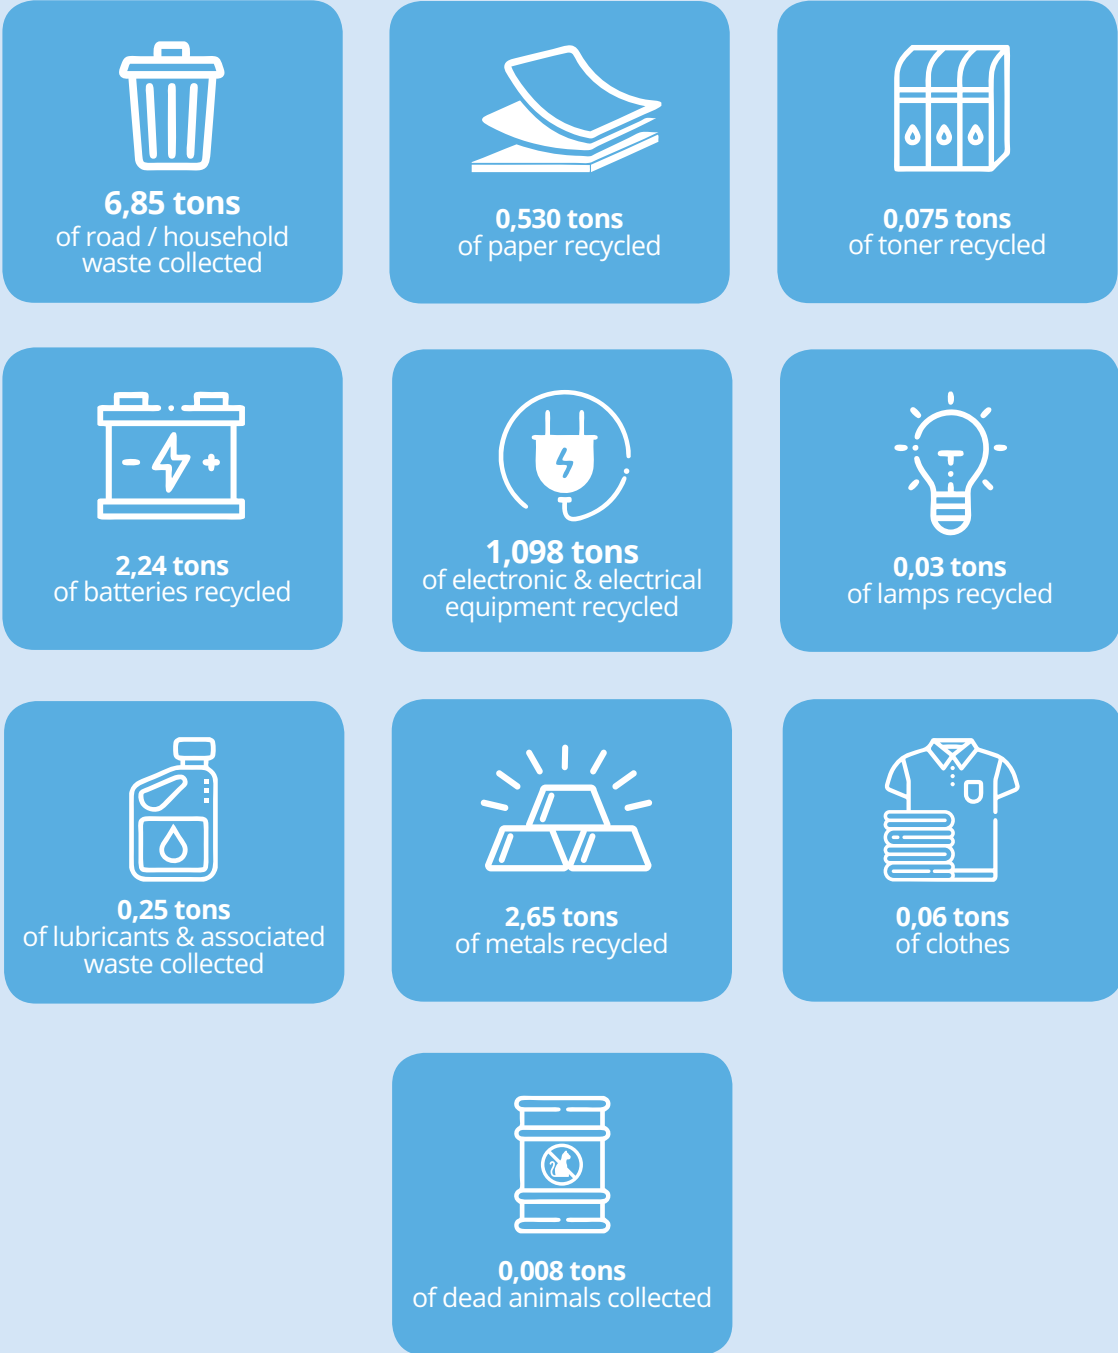 6,85 tons
of road / household
waste collected
0,530 tons
of paper recycled
0,075 tons
of toner recycled
2,24 tons
of batteries recycled
1,098 tons
of electronic & electrical
equipment recycled
0,03 tons
of lamps recycled
0,25 tons
of lubricants & associated
waste collected
2,65 tons
of metals recycled
0,06 tons
of clothes
0,008 tons
of dead animals collected